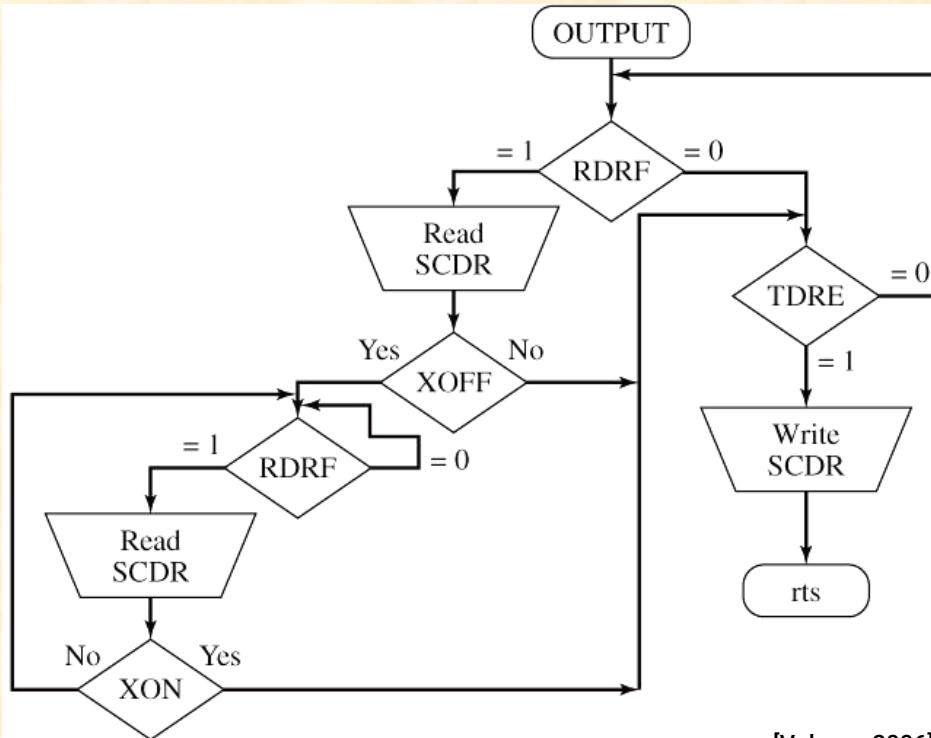 OUTPUT
= 1
RDRF
= 0
Read
SCDR
TDRE
= 0
Yes
XOFF
No
= 1
Write
SCDR
= 1
RDRF
= 0
Read
SCDR
rts
No
XON
Yes